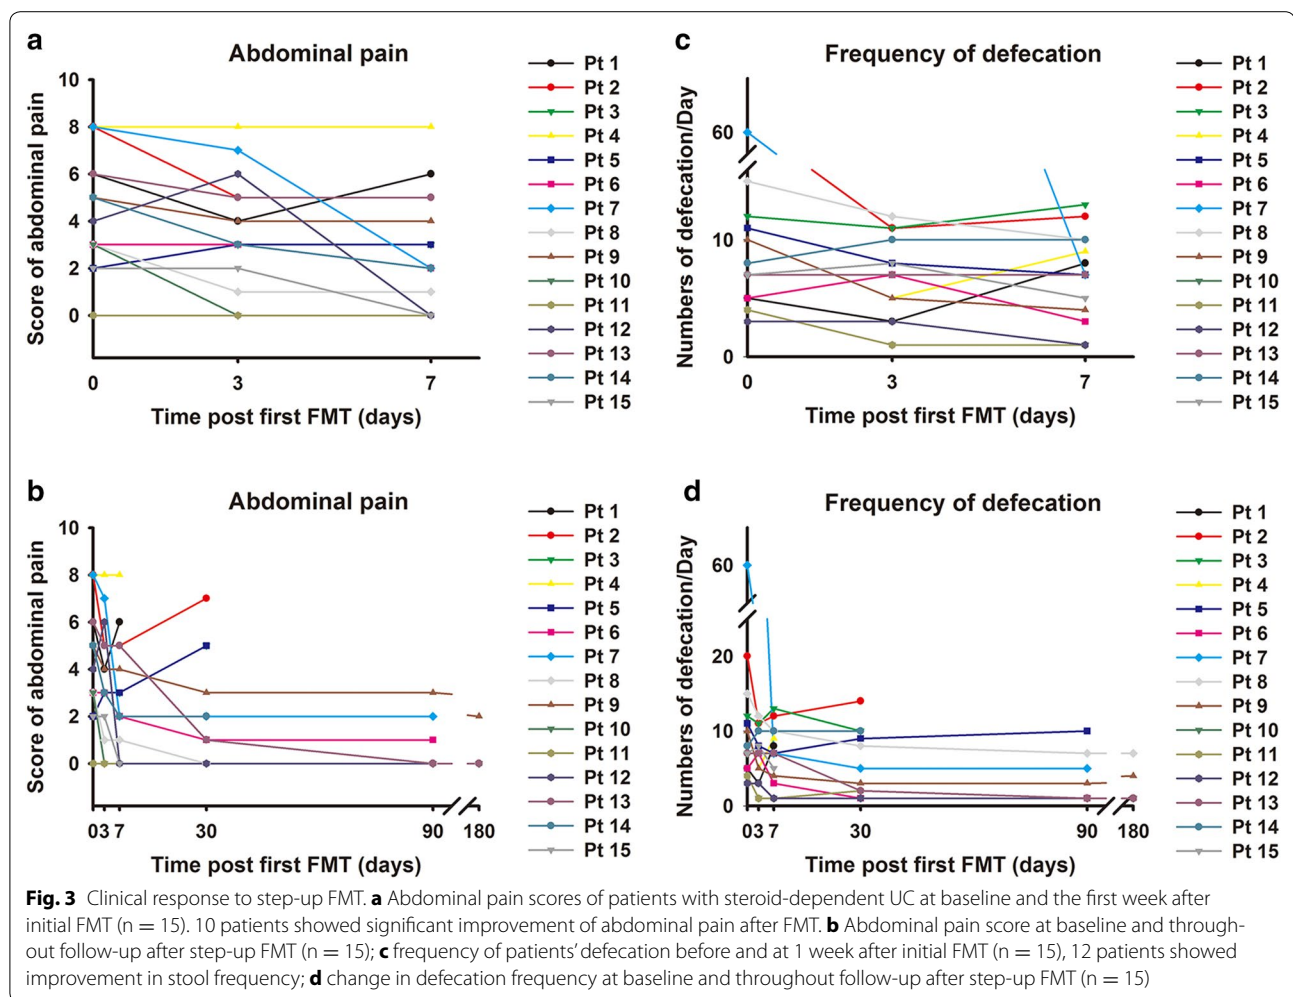 a
Abdominal pain
Score of abdominal pain
10
8
6
4
2
0
0 3 7
Time post first FMT (days)
Pt 1
Pt 2
Pt 3
Pt 4
Pt 5
Pt 6
Pt 7
Pt 8
Pt 9
Pt 10
Pt 11
Pt 12
Pt 13
Pt 14
Pt 15
c
Frequency of defecation
Numbers of defecation/Day
60
10
0
0 3 7
Time post first FMT (days)
Pt 1
Pt 2
Pt 3
Pt 4
Pt 5
Pt 6
Pt 7
Pt 8
Pt 9
Pt 10
Pt 11
Pt 12
Pt 13
Pt 14
Pt 15
b
Abdominal pain
Score of abdominal pain
10
8
6
4
2
0
03 7 30 90 180
Time post first FMT (days)
Pt 1
Pt 2
Pt 3
Pt 4
Pt 5
Pt 6
Pt 7
Pt 8
Pt 9
Pt 10
Pt 11
Pt 12
Pt 13
Pt 14
Pt 15
d
Frequency of defecation
Numbers of defecation/Day
60
20
10
0
03 7 30 90 180
Time post first FMT (days)
Pt 1
Pt 2
Pt 3
Pt 4
Pt 5
Pt 6
Pt 7
Pt 8
Pt 9
Pt 10
Pt 11
Pt 12
Pt 13
Pt 14
Pt 15
Fig. 3 Clinical response to step-up FMT. a Abdominal pain scores of patients with steroid-dependent UC at baseline and the first week after
initial FMT (n = 15). 10 patients showed significant improvement of abdominal pain after FMT. b Abdominal pain score at baseline and through-
out follow-up after step-up FMT (n = 15); c frequency of patients' defecation before and at 1 week after initial FMT (n = 15), 12 patients showed
improvement in stool frequency; d change in defecation frequency at baseline and throughout follow-up after step-up FMT (n = 15)